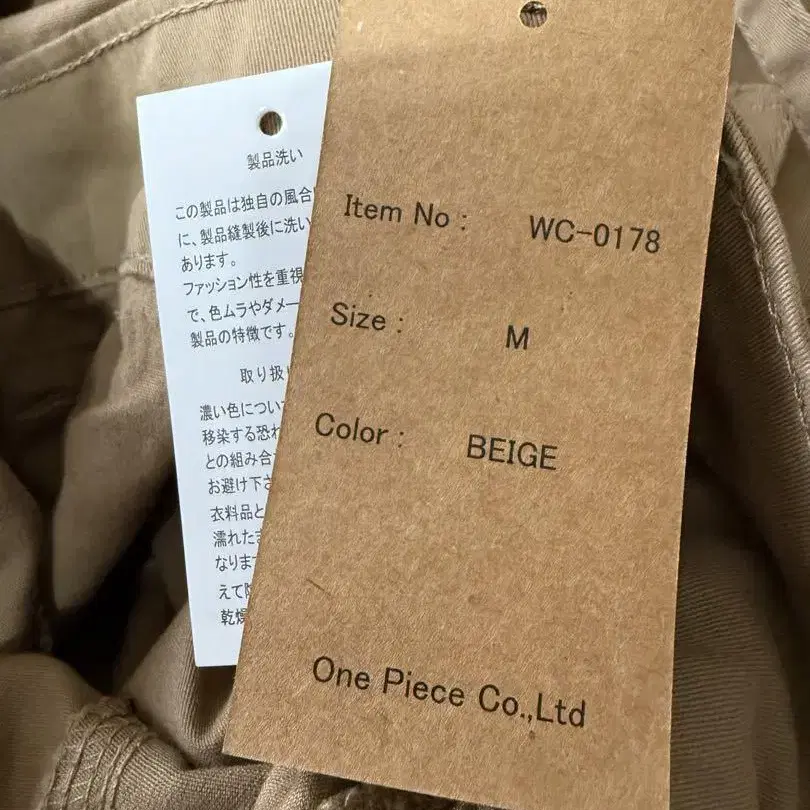 製品洗い
この製品は独自の風合
に、製品縫製後に洗い
あります。
ファッション性を重視
で、色ムラやダメー
製品の特徴です。
取り扱い
濃い色につい
移染する恐れ
との組み合
お避け下さ
衣料品と
濡れたま
なります
えて陰
乾燥
Item No : WC-0178
Size : M
Color : BEIGE
One Piece Co.,Ltd